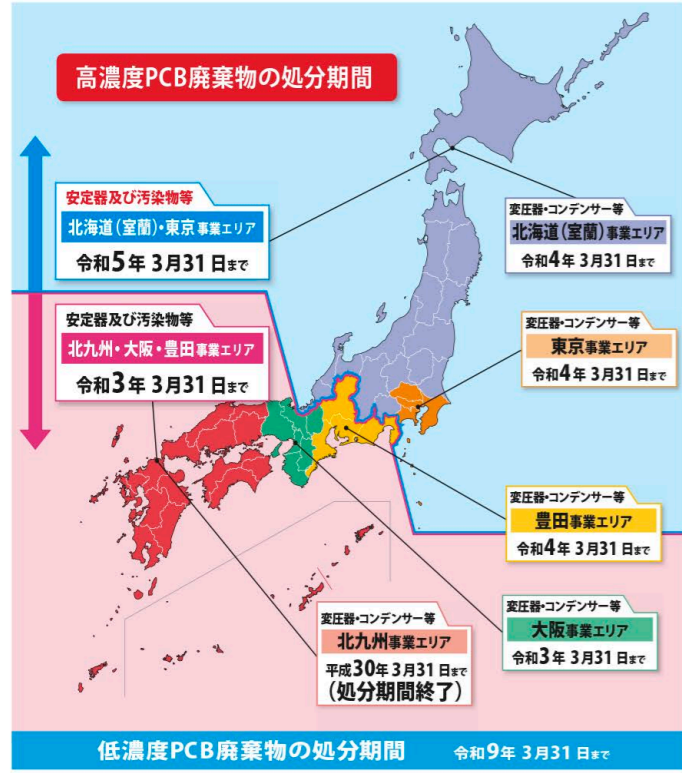 高濃度PCB廃棄物の処分期間
安定器及び汚染物等
北海道(室蘭)・東京事業エリア
令和5年 3月31日まで
変圧器・コンデンサー等
北海道(室蘭)事業エリア
令和4年 3月31日まで
安定器及び汚染物等
北九州・大阪・豊田事業エリア
令和3年 3月31日まで
変圧器・コンデンサー等
東京事業エリア
令和4年 3月31日まで
変圧器・コンデンサー等
豊田事業エリア
令和4年 3月31日まで
変圧器・コンデンサー等
大阪事業エリア
令和3年 3月31日まで
変圧器・コンデンサー等
北九州事業エリア
平成30年 3月31日まで
(処分期間終了)
低濃度PCB廃棄物の処分期間 令和9年 3月31日まで